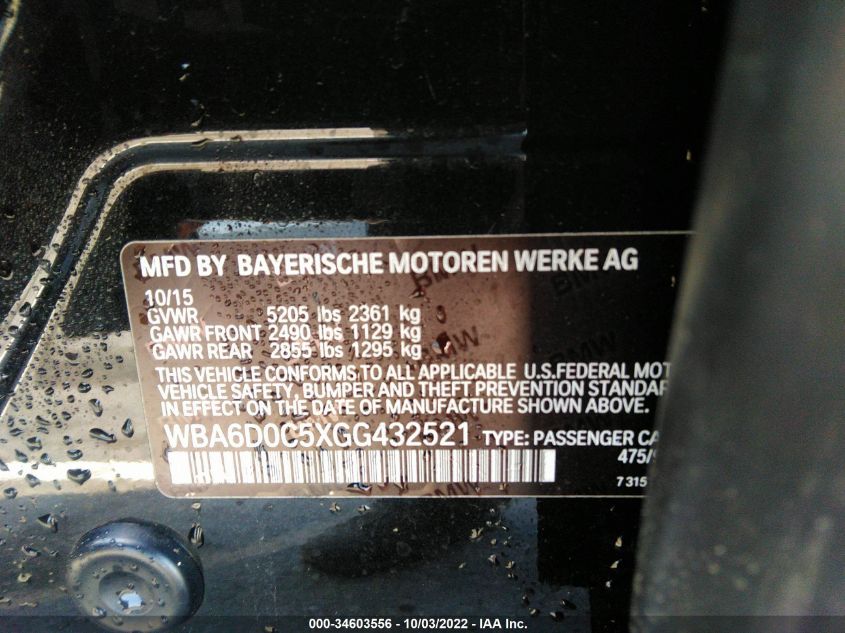 MFD BY BAYERISCHE MOTOREN WERKE AG
10/15
GVWR 5205 lbs 2361 kg
GAWR FRONT 2490 lbs 1129 kg
GAWR REAR 2855 lbs 1295 kg
THIS VEHICLE CONFORMS TO ALL APPLICABLE U.S.FEDERAL MOT
VEHICLE SAFETY, BUMPER AND THEFT PREVENTION STANDAR
IN EFFECT ON THE DATE OF MANUFACTURE SHOWN ABOVE.
WBA6D0C5XGG432521 TYPE: PASSENGER CA
475/
7 315
000-34603556 - 10/03/2022 - IAA Inc.